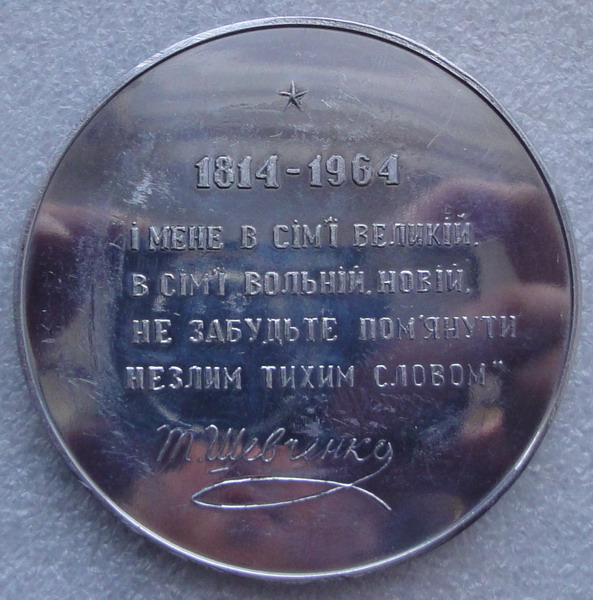 1814-1964
І МЕНЕ В СІМ'Ї ВЕЛИКІЙ,
В СІМ'Ї ВОЛЬНІЙ, НОВІЙ,
НЕ ЗАБУДЬТЕ ПОМ'ЯНУТИ
НЕЗЛИМ ТИХИМ СЛОВОМ"
Т. Шевченко